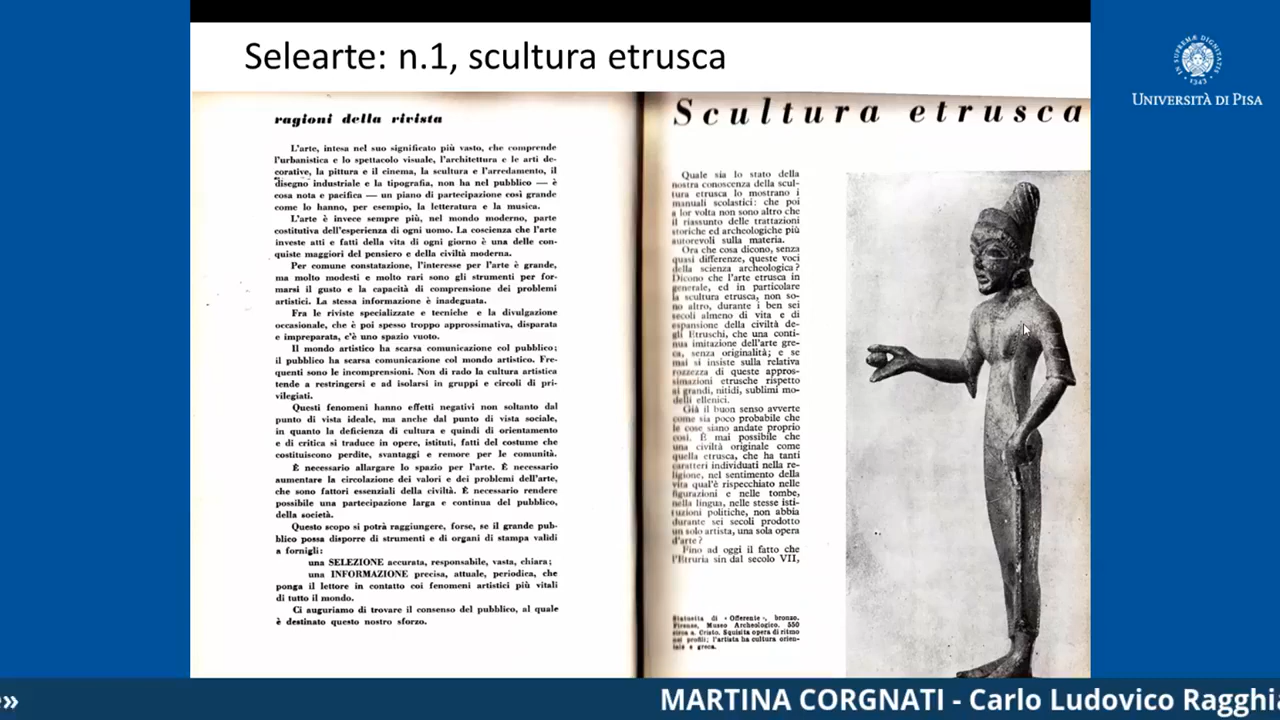 Selearte: n.1, scultura etrusca
IN SUPREMÆ DIGNITATIS
1343
UNIVERSITÀ DI PISA
ragioni della rivista
L'arte, intesa nel suo significato più vasto, che comprende
l'urbanistica e lo spettacolo visuale, l'architettura e le arti de-
corative, la pittura e il cinema, la scultura e l'arredamento, il
disegno industriale e la tipografia, non ha nel pubblico — è
cosa nota e pacifica — un piano di partecipazione così grande
come lo hanno, per esempio, la letteratura e la musica.
L'arte è invece sempre più, nel mondo moderno, parte
costitutiva dell'esperienza di ogni uomo. La coscienza che l'arte
investe atti e fatti della vita di ogni giorno è una delle con-
quiste maggiori del pensiero e della civiltà moderna.
Per comune constatazione, l'interesse per l'arte è grande,
ma molto modesti e molto rari sono gli strumenti per for-
marsi il gusto e la capacità di comprensione dei problemi
artistici. La stessa informazione è inadeguata.
Fra le riviste specializzate e tecniche e la divulgazione
occasionale, che è poi spesso troppo approssimativa, disparata
e impreparata, c'è uno spazio vuoto.
Il mondo artistico ha scarsa comunicazione col pubblico;
il pubblico ha scarsa comunicazione col mondo artistico. Fre-
quenti sono le incomprensioni. Non di rado la cultura artistica
tende a restringersi e ad isolarsi in gruppi e circoli di pri-
vilegiati.
Questi fenomeni hanno effetti negativi non soltanto dal
punto di vista ideale, ma anche dal punto di vista sociale,
in quanto la deficienza di cultura e quindi di orientamento
e di critica si traduce in opere, istituti, fatti del costume che
costituiscono perdite, svantaggi e remore per le comunità.
È necessario allargare lo spazio per l'arte. È necessario
aumentare la circolazione dei valori e dei problemi dell'arte,
che sono fattori essenziali della civiltà. È necessario rendere
possibile una partecipazione larga e continua del pubblico,
della società.
Questo scopo si potrà raggiungere, forse, se il grande pub-
blico possa disporre di strumenti e di organi di stampa validi
a fornigli:
una SELEZIONE accurata, responsabile, vasta, chiara;
una INFORMAZIONE precisa, attuale, periodica, che
ponga il lettore in contatto coi fenomeni artistici più vitali
di tutto il mondo.
Ci auguriamo di trovare il consenso del pubblico, al quale
è destinato questo nostro sforzo.
Scultura etrusca
Quale sia lo stato della
nostra conoscenza della scul-
tura etrusca lo mostrano i
manuali scolastici: che poi
a lor volta non sono altro che
il riassunto delle trattazioni
storiche ed archeologiche più
autorevoli sulla materia.
Ora che cosa dicono, senza
quasi differenze, queste voci
della scienza archeologica?
Dicono che l'arte etrusca in
generale, ed in particolare
la scultura etrusca, non so-
no altro, durante i ben sei
secoli almeno di vita e di
espansione della civiltà de-
gli Etruschi, che una conti-
nua imitazione dell'arte gre-
ca, senza originalità; e se
mai si insiste sulla relativa
rozzezza di queste appros-
simazioni etrusche rispetto
ai grandi, nitidi, sublimi mo-
delli ellenici.
Già il buon senso avverte
come sia poco probabile che
le cose siano andate proprio
così. È mai possibile che
una civiltà originale come
quella etrusca, che ha tanti
caratteri individuati nella re-
ligione, nel sentimento della
vita qual'è rispecchiato nelle
figurazioni e nelle tombe,
nella lingua, nelle stesse isti-
tuzioni politiche, non abbia
durante sei secoli prodotto
un solo artista, una sola opera
d'arte?
Fino ad oggi il fatto che
l'Etruria sin dal secolo VII,
Statuetta di « Offerente », bronzo.
Firenze, Museo Archeologico. 550
circa a. Cristo. Squisita opera di ritmo
nei profili; l'artista ha cultura orien-
tale e greca.
»
MARTINA CORGNATI - Carlo Ludovico Ragghia